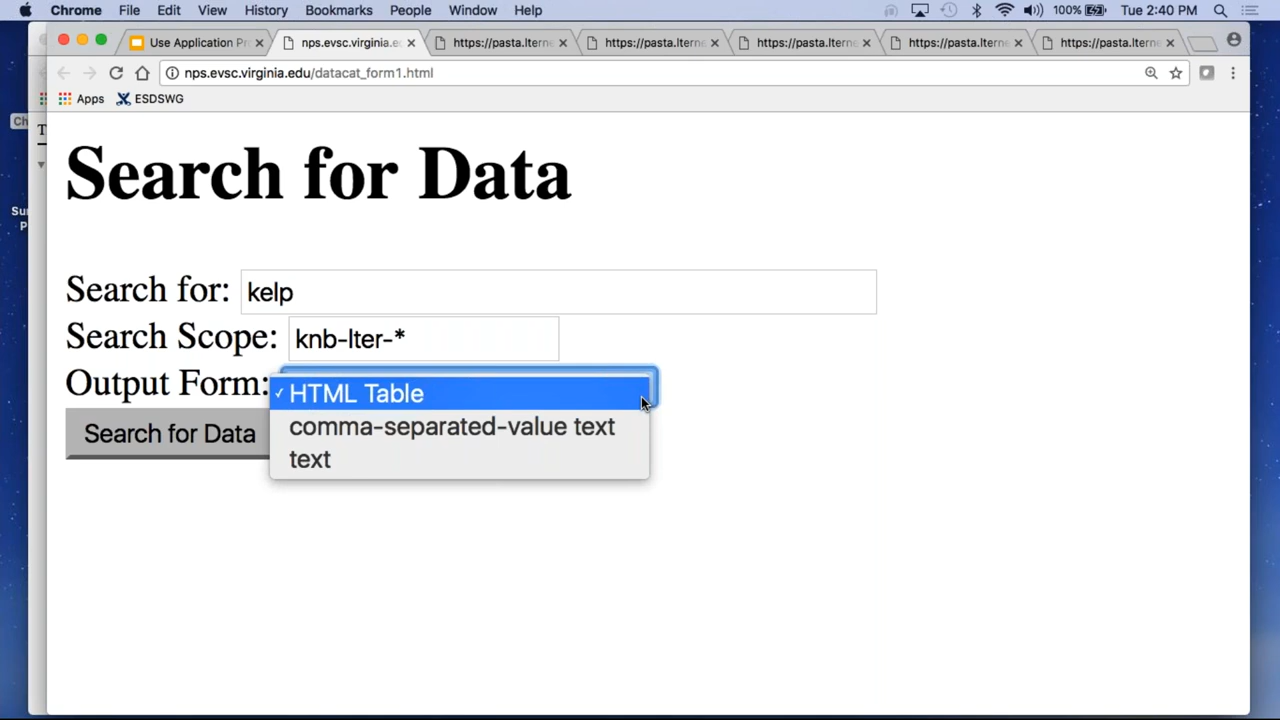 Chrome File Edit View History Bookmarks People Window Help 100% Tue 2:40 PM
Use Application Pr nps.evsc.virginia.e https://pasta.lterne https://pasta.lterne https://pasta.lterne https://pasta.lterne https://pasta.lterne
nps.evsc.virginia.edu/datacat_form1.html
Apps ESDSWG
Ch
T
Search for Data
Su
P
Search for: kelp
Search Scope: knb-lter-*
Output Form:
HTML Table
comma-separated-value text
text
Search for Data